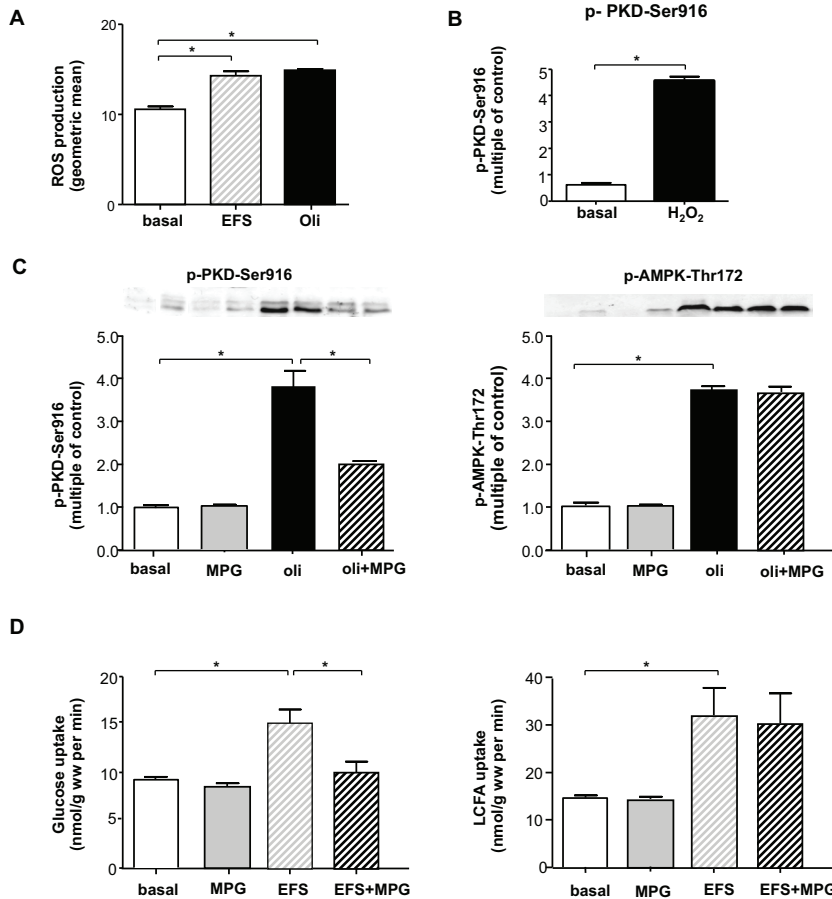 A
ROS production
(geometric mean)
20
10
0
*
*
basal EFS Oli
B
p- PKD-Ser916
p-PKD-Ser916
(multiple of control)
5
4
3
2
1
0
*
basal H₂O₂
C
p-PKD-Ser916
p-PKD-Ser916
(multiple of control)
5.0
4.0
3.0
2.0
1.0
0.0
* *
basal MPG oli oli+MPG
p-AMPK-Thr172
p-AMPK-Thr172
(multiple of control)
5.0
4.0
3.0
2.0
1.0
0.0
*
basal MPG oli oli+MPG
D
Glucose uptake
(nmol/g ww per min)
20
15
10
5
0
* *
basal MPG EFS EFS+MPG
LCFA uptake
(nmol/g ww per min)
40
30
20
10
0
*
basal MPG EFS EFS+MPG